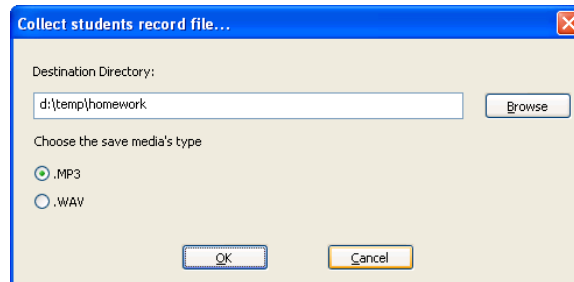 Collect students record file...
Destination Directory:
d:\temp\homework
Browse
Choose the save media's type
.MP3
.WAV
OK
Cancel